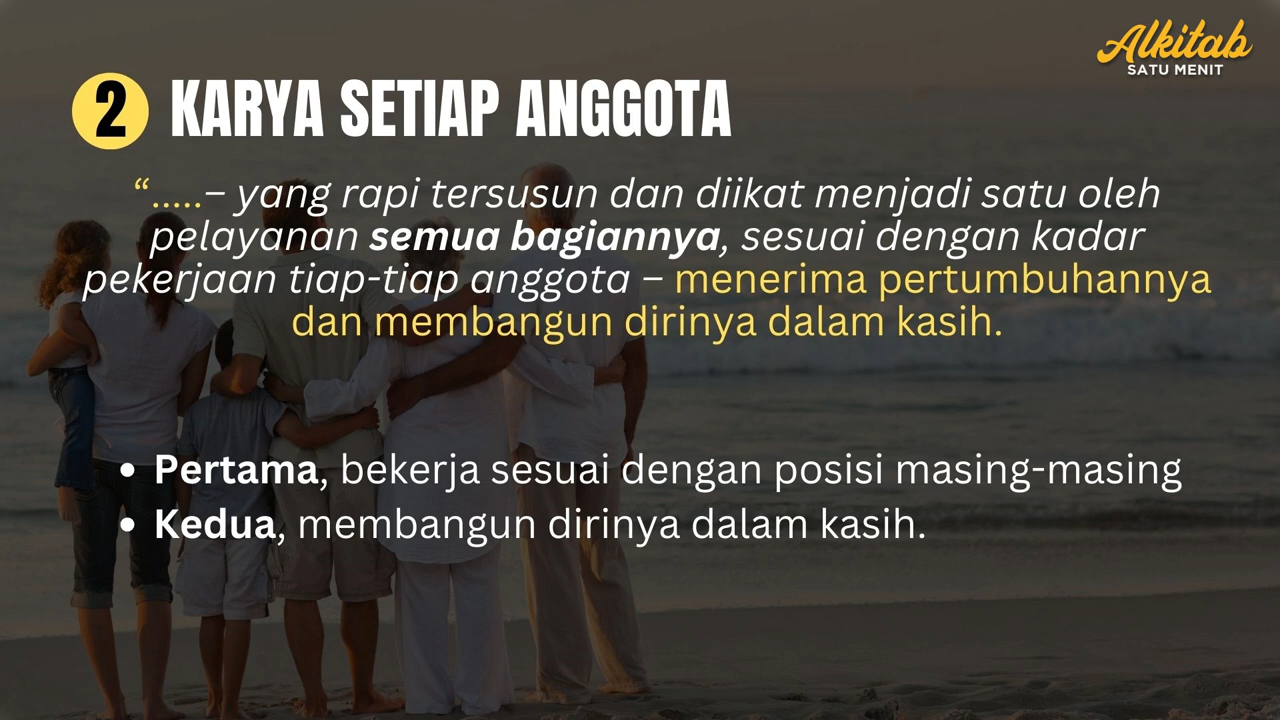 Alkitab
SATU MENIT
2 KARYA SETIAP ANGGOTA
“.....– yang rapi tersusun dan diikat menjadi satu oleh
pelayanan semua bagiannya, sesuai dengan kadar
pekerjaan tiap-tiap anggota – menerima pertumbuhannya
dan membangun dirinya dalam kasih.
• Pertama, bekerja sesuai dengan posisi masing-masing
• Kedua, membangun dirinya dalam kasih.